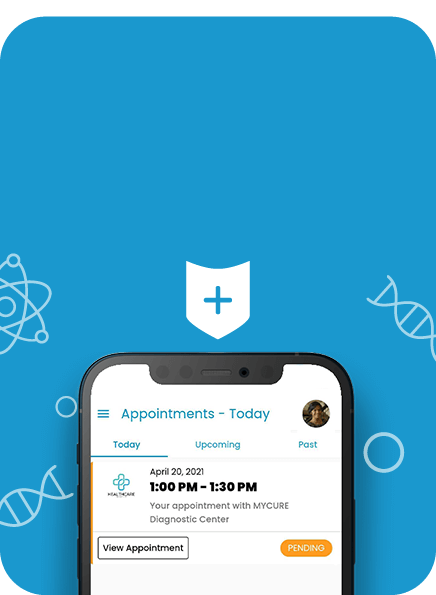 Appointments - Today
Today
Upcoming
Past
April 20, 2021
1:00 PM - 1:30 PM
HEALTHCARE
Your appointment with MYCURE
Diagnostic Center
View Appointment
PENDING